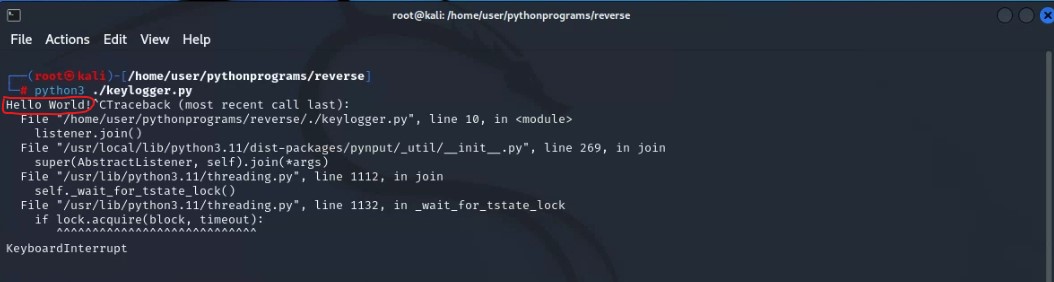 root@kali: /home/user/pythonprograms/reverse
File Actions Edit View Help
┌──(root㉿kali)-[/home/user/pythonprograms/reverse]
└─# python3 ./keylogger.py
Hello World!^CTraceback (most recent call last):
  File "/home/user/pythonprograms/reverse/./keylogger.py", line 10, in <module>
    listener.join()
  File "/usr/local/lib/python3.11/dist-packages/pynput/_util/__init__.py", line 269, in join
    super(AbstractListener, self).join(*args)
  File "/usr/lib/python3.11/threading.py", line 1112, in join
    self._wait_for_tstate_lock()
  File "/usr/lib/python3.11/threading.py", line 1132, in _wait_for_tstate_lock
    if lock.acquire(block, timeout):
       ^^^^^^^^^^^^^^^^^^^^^^^^^^^^
KeyboardInterrupt